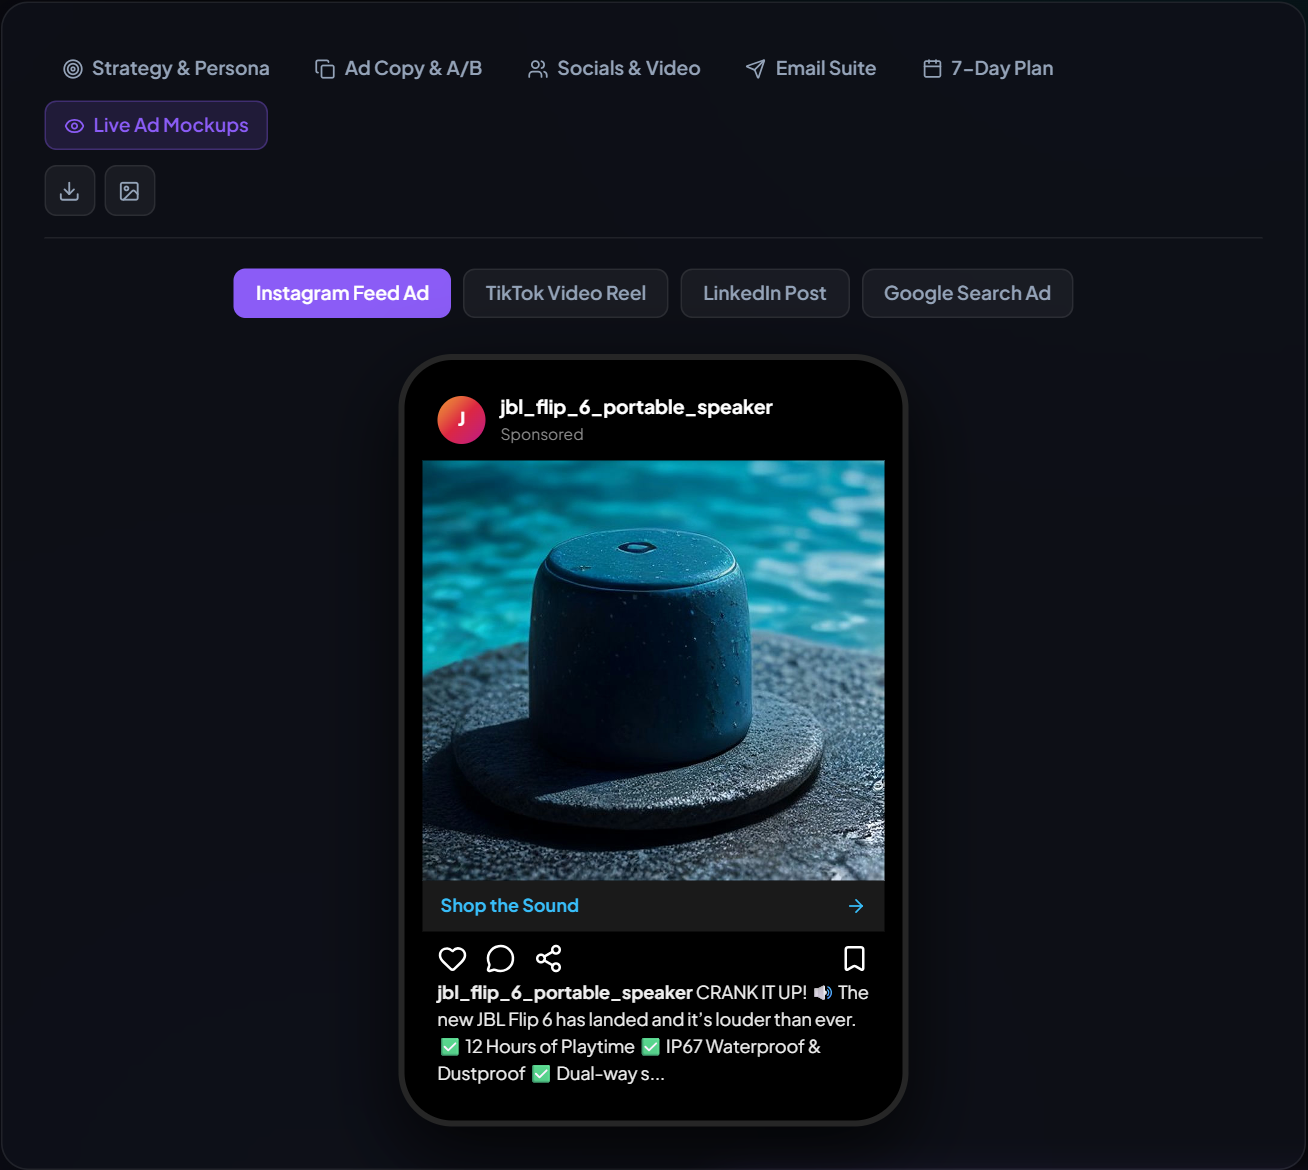 Strategy & Persona
Ad Copy & A/B
Socials & Video
Email Suite
7-Day Plan
Live Ad Mockups
Instagram Feed Ad
TikTok Video Reel
LinkedIn Post
Google Search Ad
J
jbl_flip_6_portable_speaker
Sponsored
Shop the Sound
jbl_flip_6_portable_speaker CRANK IT UP! 🔊 The
new JBL Flip 6 has landed and it's louder than ever.
✅ 12 Hours of Playtime ✅ IP67 Waterproof &
Dustproof ✅ Dual-way s...